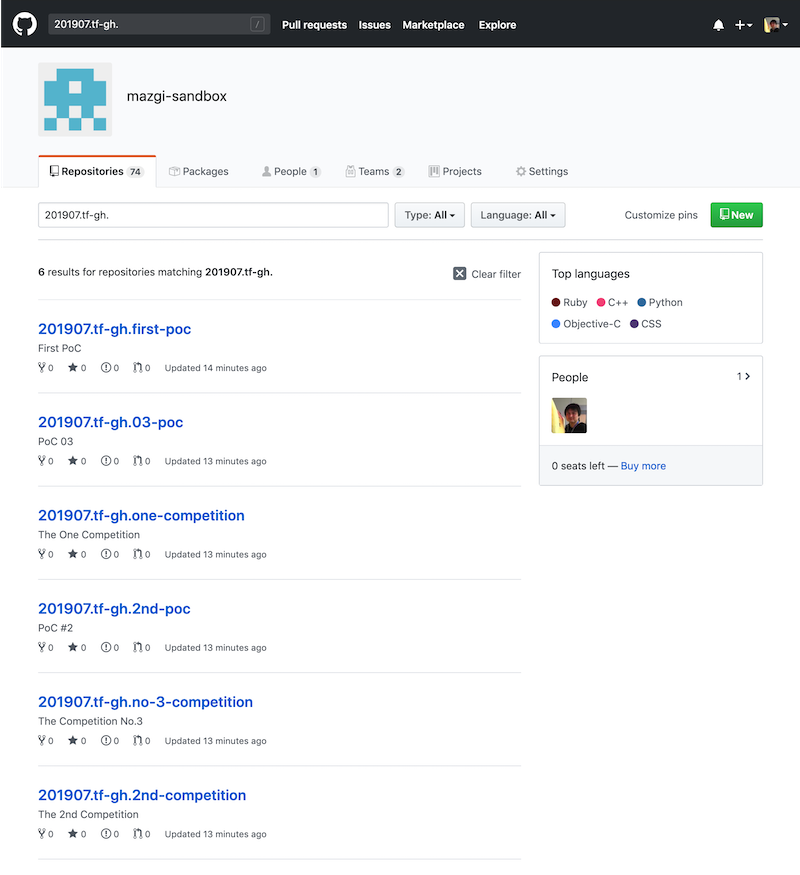 201907.tf-gh. / Pull requests Issues Marketplace Explore
mazgi-sandbox
Repositories 74 Packages People 1 Teams 2 Projects Settings
201907.tf-gh. Type: All Language: All Customize pins New
6 results for repositories matching 201907.tf-gh. Clear filter
201907.tf-gh.first-poc
First PoC
0 0 0 0 Updated 14 minutes ago
201907.tf-gh.03-poc
PoC 03
0 0 0 0 Updated 13 minutes ago
201907.tf-gh.one-competition
The One Competition
0 0 0 0 Updated 13 minutes ago
201907.tf-gh.2nd-poc
PoC #2
0 0 0 0 Updated 13 minutes ago
201907.tf-gh.no-3-competition
The Competition No.3
0 0 0 0 Updated 13 minutes ago
201907.tf-gh.2nd-competition
The 2nd Competition
0 0 0 0 Updated 13 minutes ago
Top languages
Ruby C++ Python
Objective-C CSS
People 1
0 seats left — Buy more